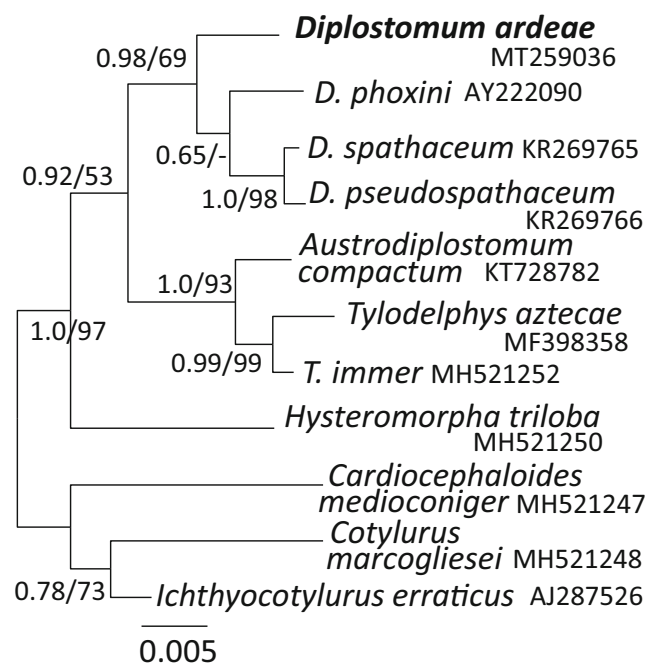 Diplostomum ardeae
0.98/69
MT259036
D. phoxini AY222090
D. spathaceum KR269765
0.65/-
1.0/98
D. pseudospathaceum
0.92/53
KR269766
Austrodiplostomum
compactum KT728782
1.0/93
Tylodelphys aztecae
1.0/97
MF398358
0.99/99
T. immer MH521252
Hysteromorpha triloba
MH521250
Cardiocephaloides
medioconiger MH521247
Cotylurus
marcogliesei MH521248
0.78/73
Ichthyocotylurus erraticus AJ287526
0.005